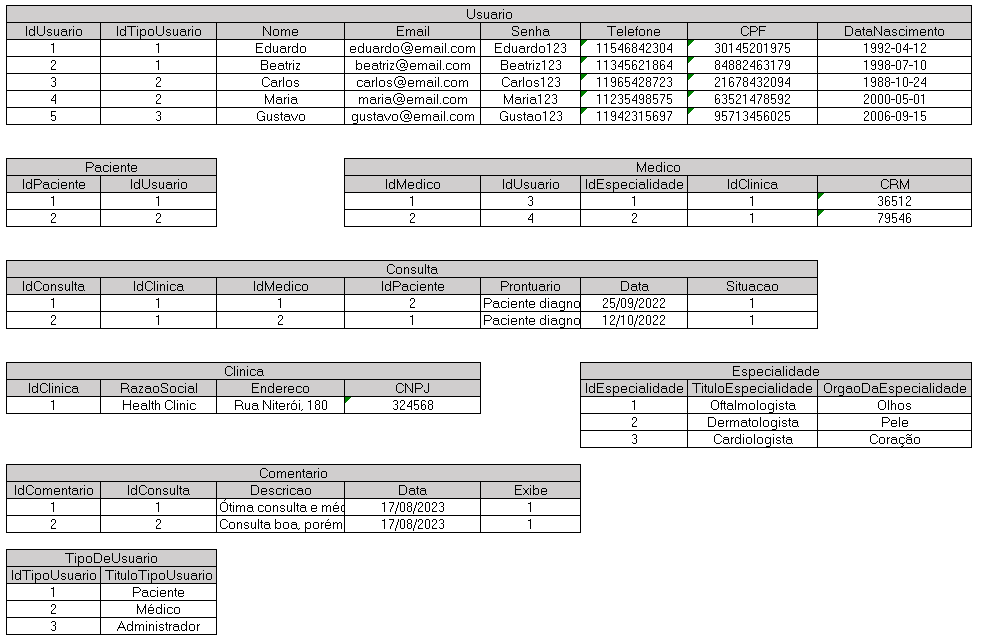 Usuario
IdUsuario IdTipoUsuario Nome Email Senha Telefone CPF DataNascimento
1 1 Eduardo eduardo@email.com Eduardo123 11546842304 30145201975 1992-04-12
2 1 Beatriz beatriz@email.com Beatriz123 11345621864 84882463179 1998-07-10
3 2 Carlos carlos@email.com Carlos123 11965428723 21678432094 1988-10-24
4 2 Maria maria@email.com Maria123 11235498575 63521478592 2000-05-01
5 3 Gustavo gustavo@email.com Gustao123 11942315697 95713456025 2006-09-15
Paciente
IdPaciente IdUsuario
1 1
2 2
Medico
IdMedico IdUsuario IdEspecialidade IdClinica CRM
1 3 1 1 36512
2 4 2 1 79546
Consulta
IdConsulta IdClinica IdMedico IdPaciente Prontuario Data Situacao
1 1 1 2 Paciente diagno 25/09/2022 1
2 1 2 1 Paciente diagno 12/10/2022 1
Clinica
IdClinica RazaoSocial Endereco CNPJ
1 Health Clinic Rua Niterói, 180 324568
Especialidade
IdEspecialidade TituloEspecialidade OrgaoDaEspecialidade
1 Oftalmologista Olhos
2 Dermatologista Pele
3 Cardiologista Coração
Comentario
IdComentario IdConsulta Descricao Data Exibe
1 1 Ótima consulta e méd 17/08/2023 1
2 2 Consulta boa, porém 17/08/2023 1
TipoDeUsuario
IdTipoUsuario TituloTipoUsuario
1 Paciente
2 Médico
3 Administrador